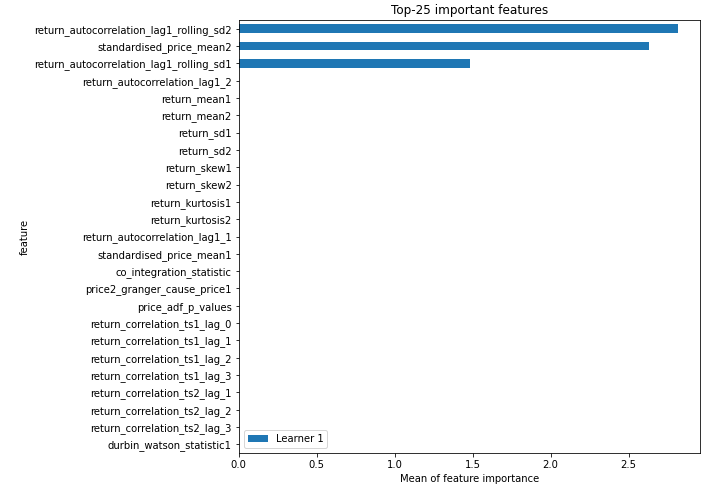 Top-25 important features
return_autocorrelation_lag1_rolling_sd2
standardised_price_mean2
return_autocorrelation_lag1_rolling_sd1
return_autocorrelation_lag1_2
return_mean1
return_mean2
return_sd1
return_sd2
return_skew1
return_skew2
return_kurtosis1
return_kurtosis2
return_autocorrelation_lag1_1
standardised_price_mean1
co_integration_statistic
price2_granger_cause_price1
price_adf_p_values
return_correlation_ts1_lag_0
return_correlation_ts1_lag_1
return_correlation_ts1_lag_2
return_correlation_ts1_lag_3
return_correlation_ts2_lag_1
return_correlation_ts2_lag_2
return_correlation_ts2_lag_3
durbin_watson_statistic1
feature
Learner 1
0.0 0.5 1.0 1.5 2.0 2.5
Mean of feature importance